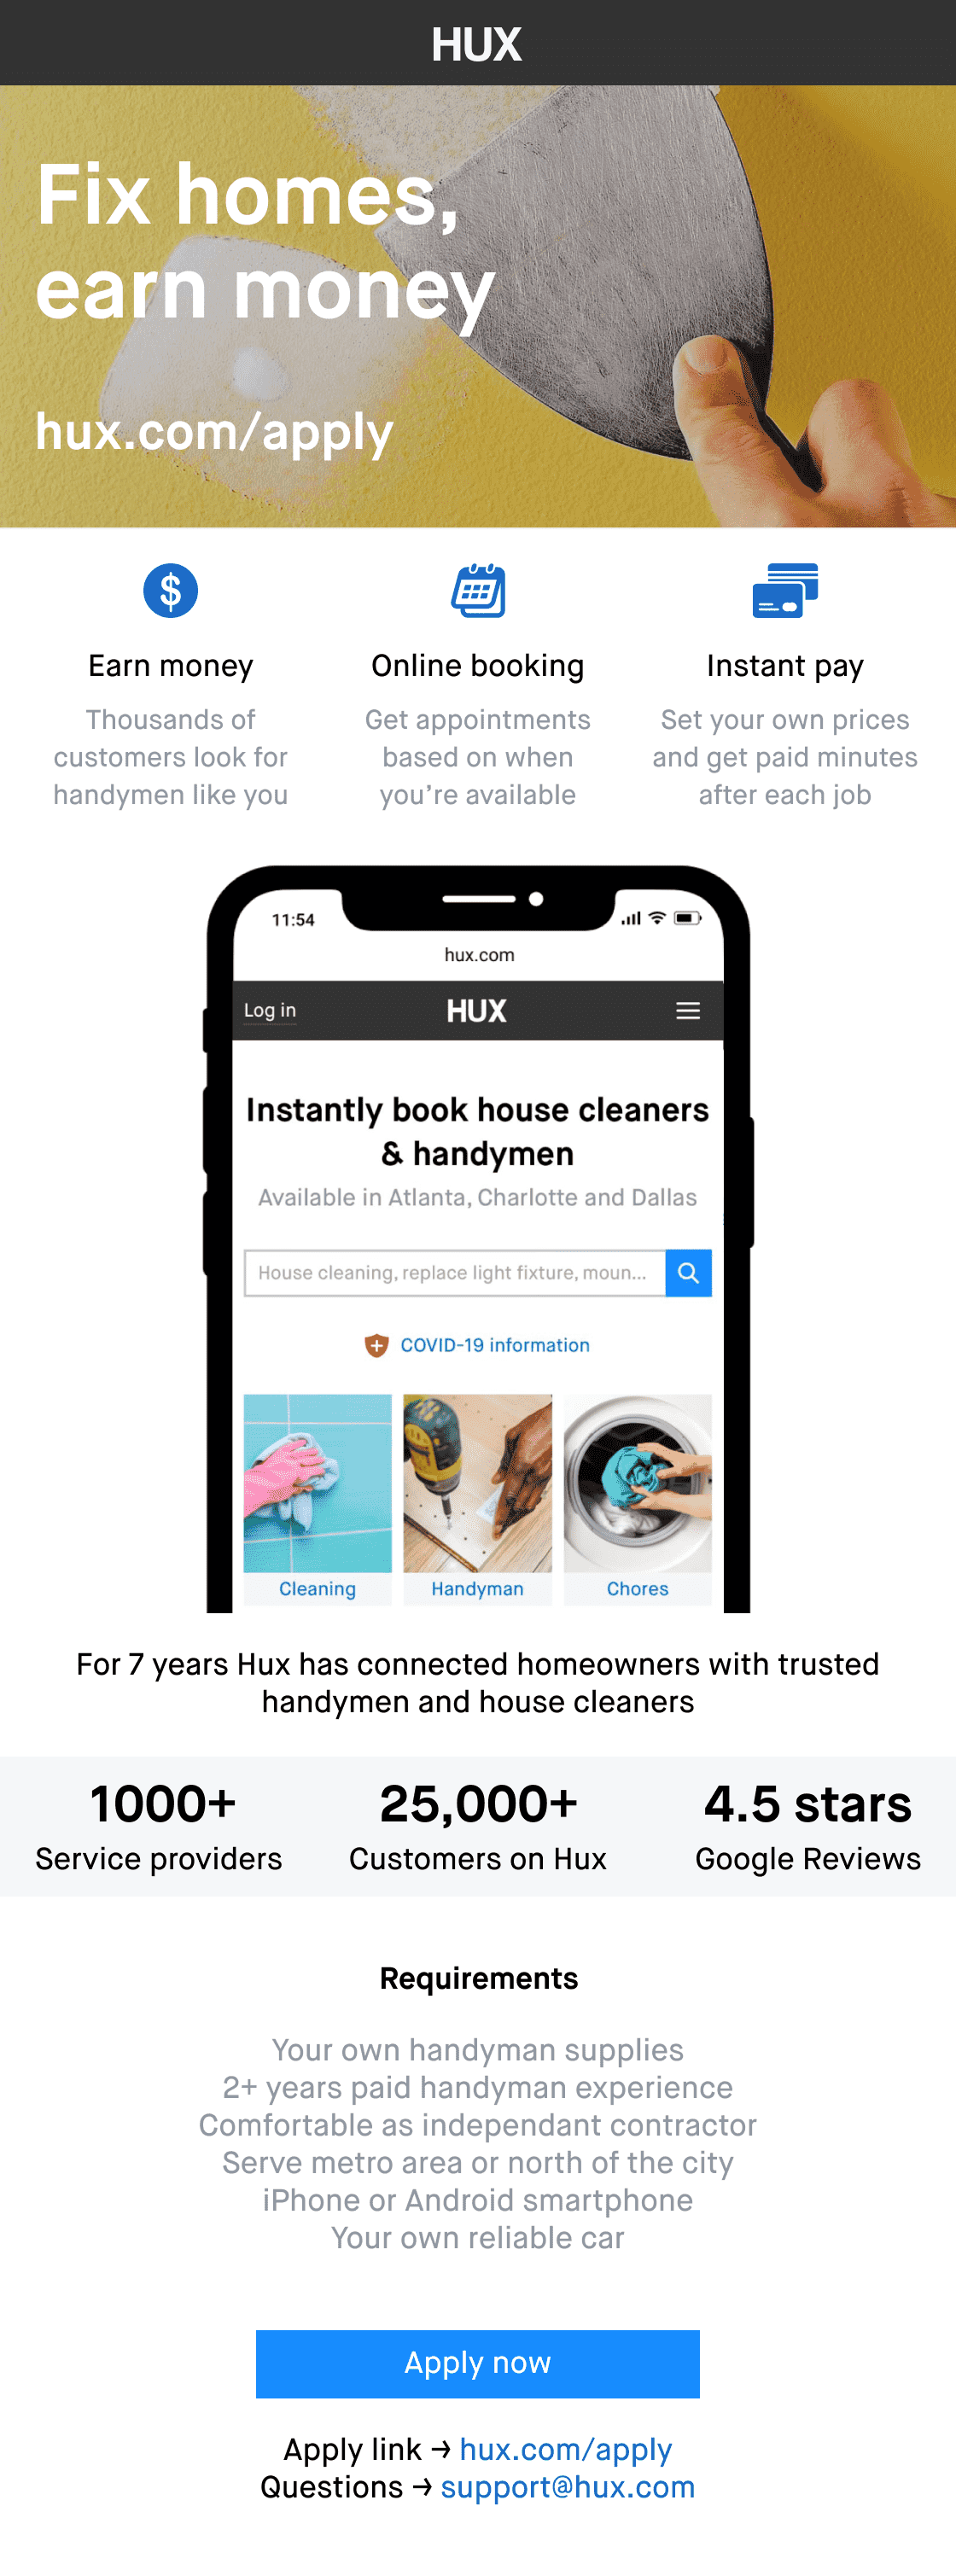 HUX
Fix homes,
earn money
hux.com/apply
Earn money
Thousands of
customers look for
handymen like you
Online booking
Get appointments
based on when
you're available
Instant pay
Set your own prices
and get paid minutes
after each job
11:54
hux.com
Log in
HUX
Instantly book house cleaners
& handymen
Available in Atlanta, Charlotte and Dallas
House cleaning, replace light fixture, moun...
COVID-19 information
Cleaning
Handyman
Chores
For 7 years Hux has connected homeowners with trusted
handymen and house cleaners
1000+
Service providers
25,000+
Customers on Hux
4.5 stars
Google Reviews
Requirements
Your own handyman supplies
2+ years paid handyman experience
Comfortable as independant contractor
Serve metro area or north of the city
iPhone or Android smartphone
Your own reliable car
Apply now
Apply link → hux.com/apply
Questions → support@hux.com